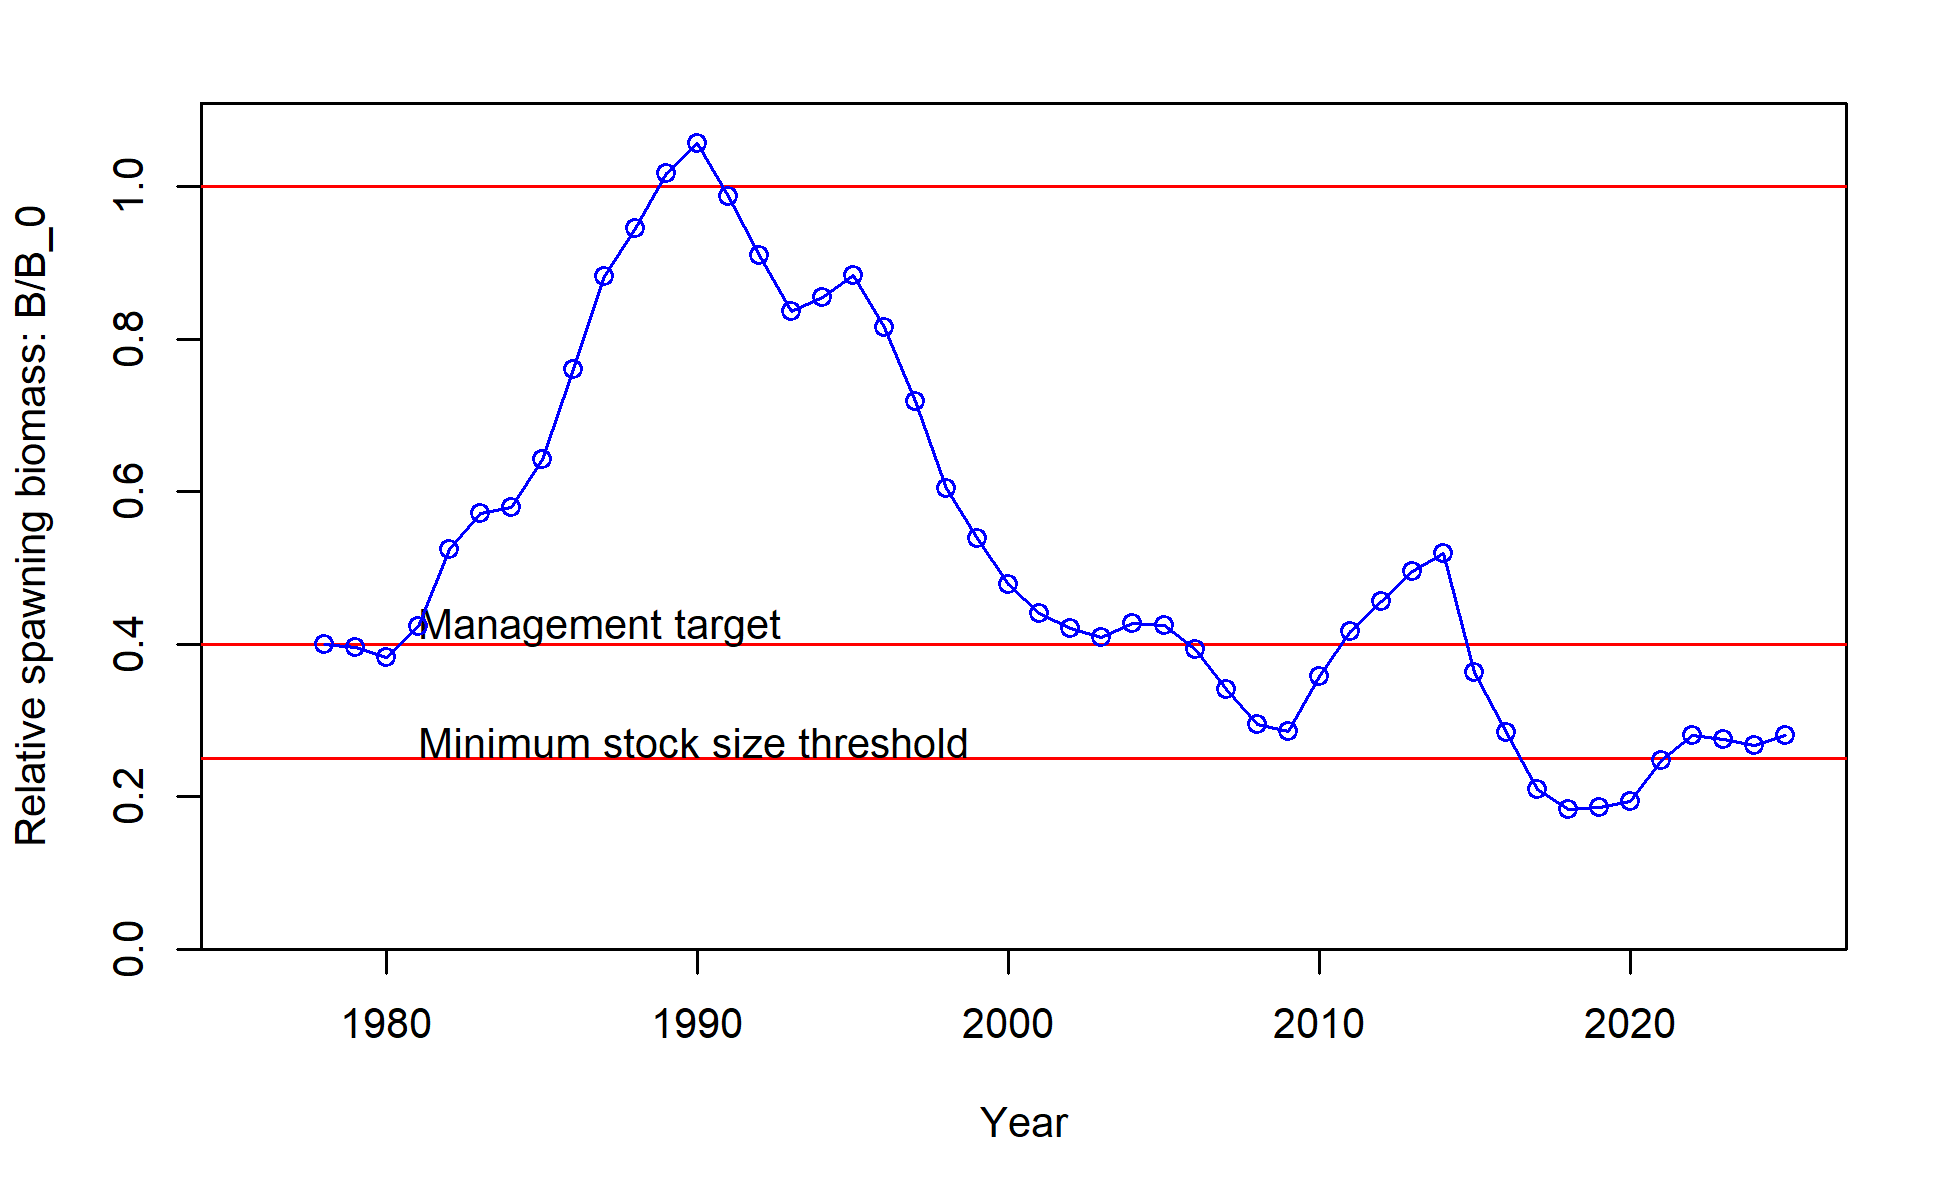 Relative spawning biomass: B/B_0
1.0
0.8
0.6
0.4
0.2
0.0
Management target
Minimum stock size threshold
1980 1990 2000 2010 2020
Year